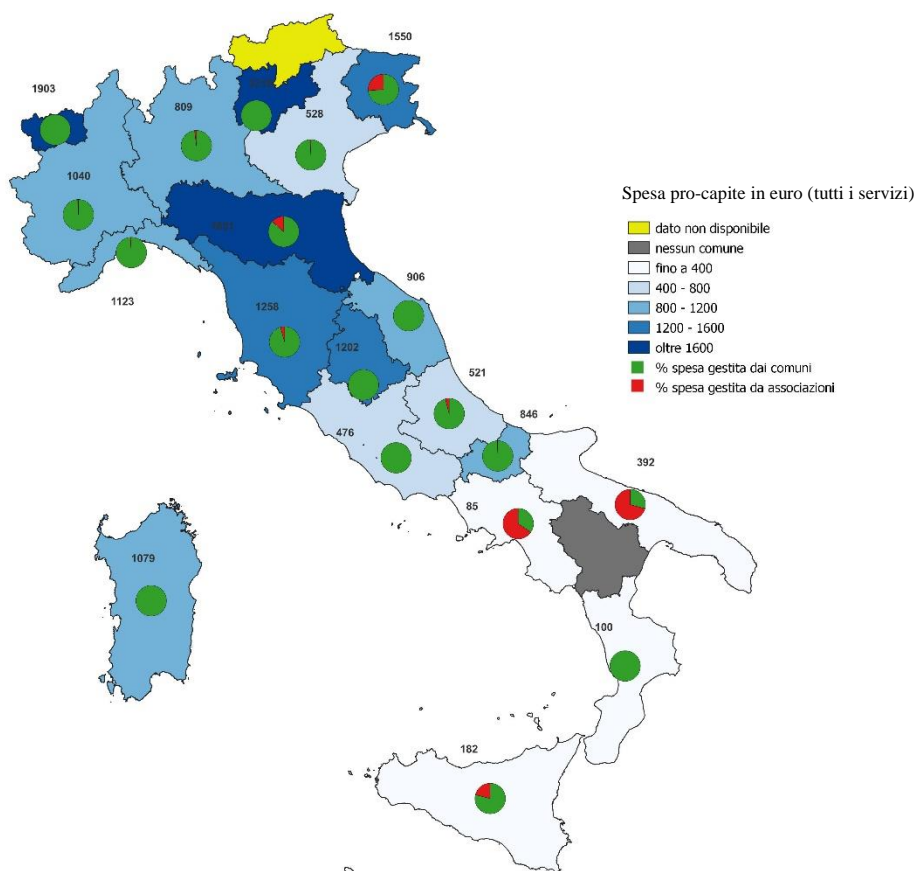 1550
1903
809
528
1040
Spesa pro-capite in euro (tutti i servizi)
dato non disponibile
nessun comune
fino a 400
400 - 800
800 - 1200
1200 - 1600
oltre 1600
% spesa gestita dai comuni
% spesa gestita da associazioni
906
1123
1258
1202
521
846
476
392
85
1079
100
182